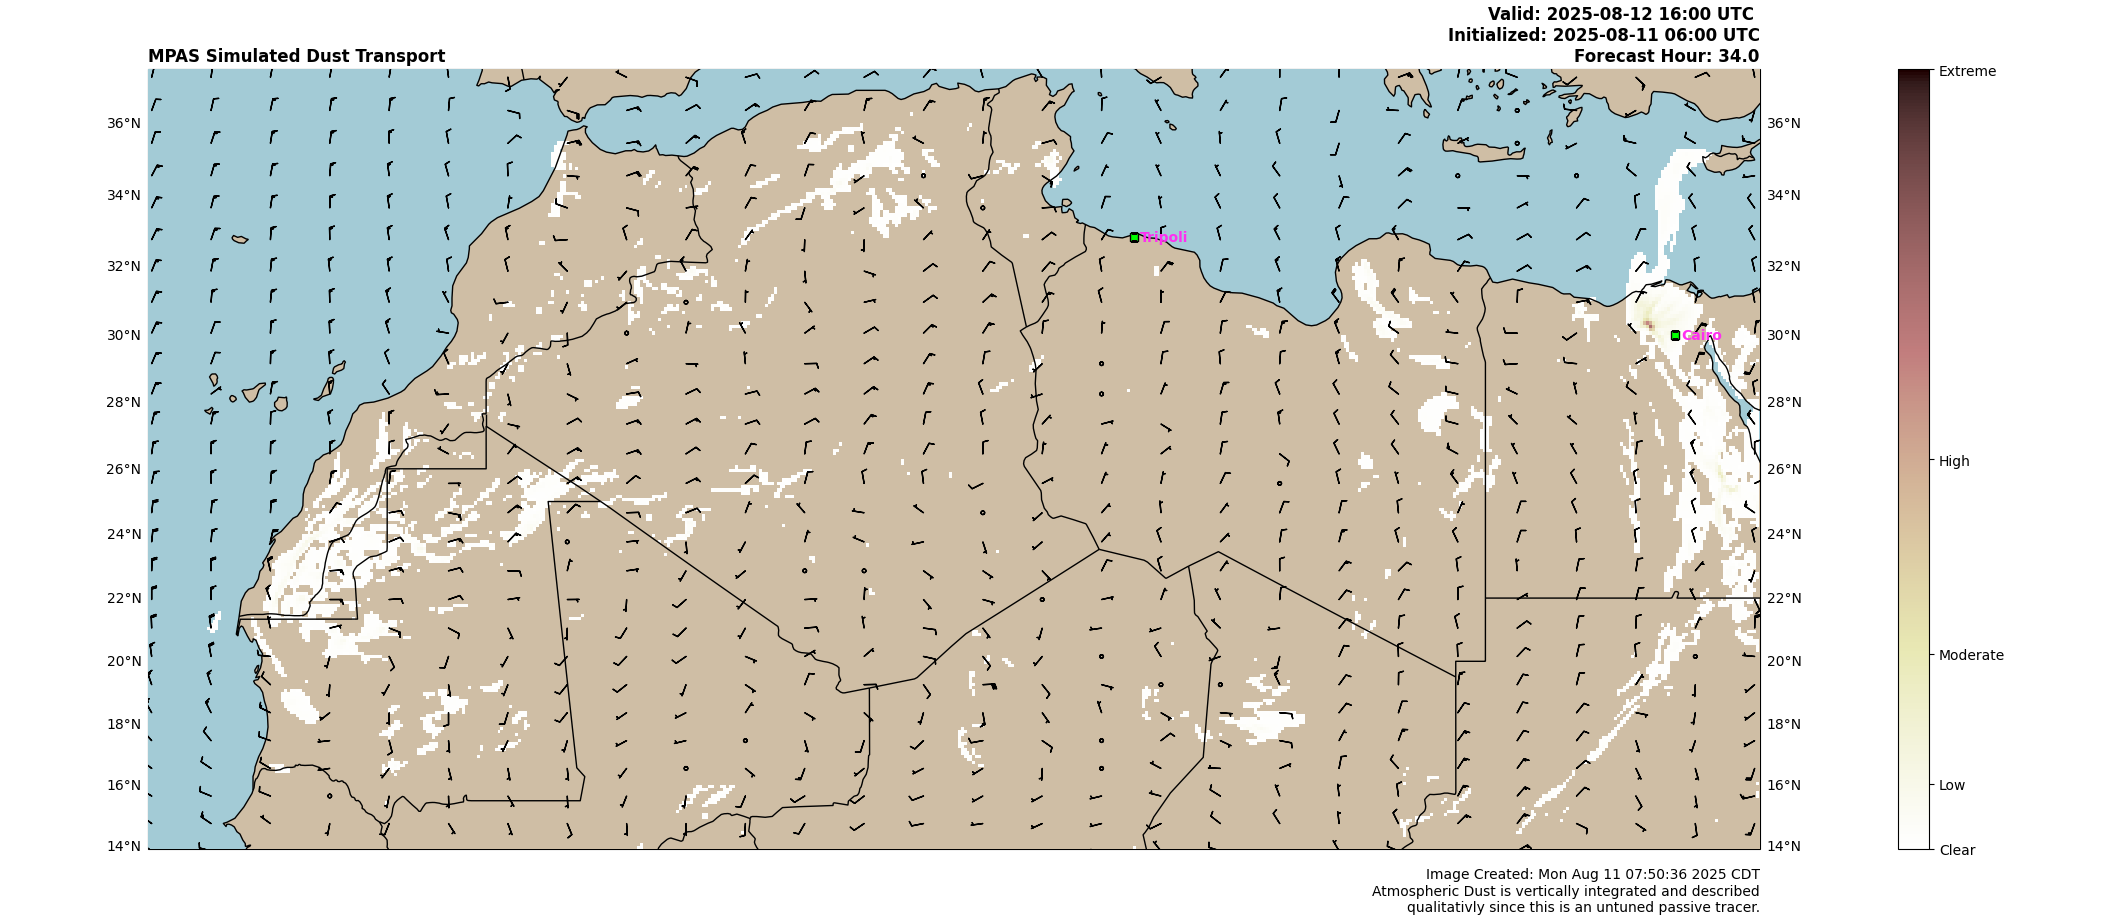 Valid: 2025-08-12 16:00 UTC
Initialized: 2025-08-11 06:00 UTC
MPAS Simulated Dust Transport
Forecast Hour: 34.0
Extreme
36°N
36°N
34°N
34°N
Tripoli
32°N
32°N
30°N
Cairo
30°N
28°N
28°N
High
26°N
26°N
24°N
24°N
22°N
22°N
Moderate
20°N
20°N
18°N
18°N
16°N
16°N
Low
14°N
14°N
Clear
Image Created: Mon Aug 11 07:50:36 2025 CDT
Atmospheric Dust is vertically integrated and described
qualitativly since this is an untuned passive tracer.